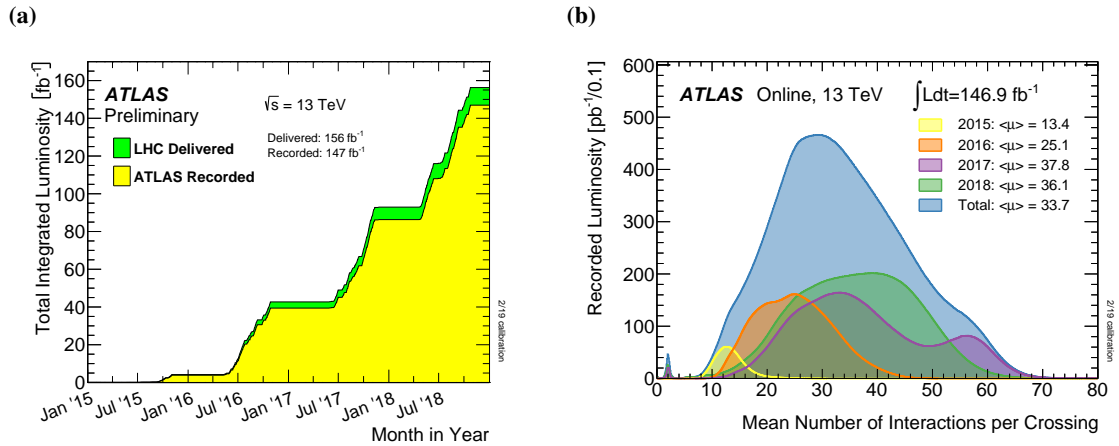 (a)
Total Integrated Luminosity [fb⁻¹]
160
140
120
100
80
60
40
20
0
ATLAS
Preliminary
√s = 13 TeV
Delivered: 156 fb⁻¹
Recorded: 147 fb⁻¹
LHC Delivered
ATLAS Recorded
Jan '15
Jul '15
Jan '16
Jul '16
Jan '17
Jul '17
Jan '18
Jul '18
Month in Year
2/19 calibration
(b)
Recorded Luminosity [pb⁻¹/0.1]
600
500
400
300
200
100
0
ATLAS Online, 13 TeV
∫Ldt=146.9 fb⁻¹
2015: <μ> = 13.4
2016: <μ> = 25.1
2017: <μ> = 37.8
2018: <μ> = 36.1
Total: <μ> = 33.7
0 10 20 30 40 50 60 70 80
Mean Number of Interactions per Crossing
2/19 calibration